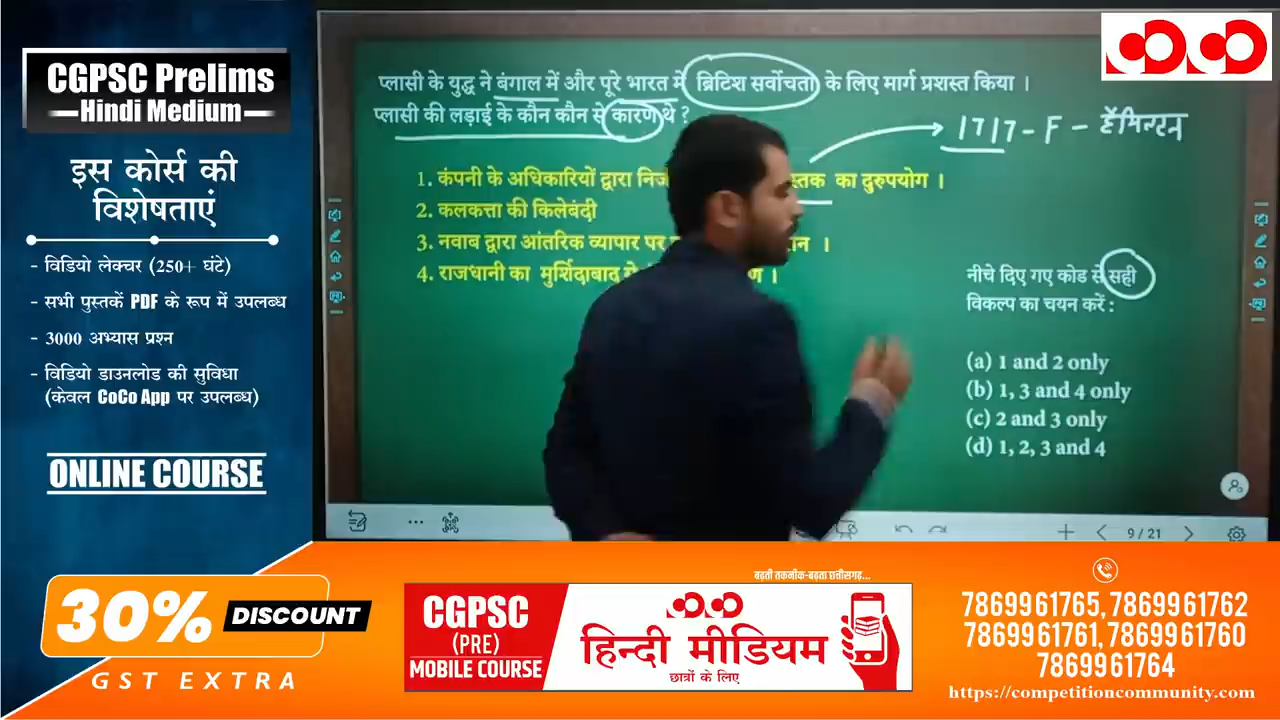 CGPSC Prelims
Hindi Medium
इस कोर्स की
विशेषताएं
- विडियो लेक्चर (250+ घंटे)
- सभी पुस्तकें PDF के रूप में उपलब्ध
- 3000 अभ्यास प्रश्न
- विडियो डाउनलोड की सुविधा
(केवल CoCo App पर उपलब्ध)
ONLINE COURSE
प्लासी के युद्ध ने बंगाल में और पूरे भारत में ब्रिटिश सर्वोचता के लिए मार्ग प्रशस्त किया ।
प्लासी की लड़ाई के कौन कौन से कारण थे ?
1717 - F - हैमिल्टन
1. कंपनी के अधिकारियों द्वारा दस्तक का दुरुपयोग ।
2. कलकत्ता की किलेबंदी
3. नवाब द्वारा आंतरिक व्यापार पर
4. राजधानी का मुर्शिदाबाद से
नीचे दिए गए कोड से सही
विकल्प का चयन करें :
(a) 1 and 2 only
(b) 1, 3 and 4 only
(c) 2 and 3 only
(d) 1, 2, 3 and 4
9 / 21
30% DISCOUNT
GST EXTRA
CGPSC
(PRE)
MOBILE COURSE
बढ़ती तकनीक-बढ़ता छत्तीसगढ़...
हिन्दी मीडियम
छात्रों के लिए
7869961765, 7869961762
7869961761, 7869961760
7869961764
https://competitioncommunity.com